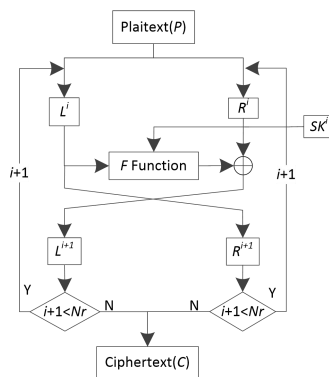 Plaitext(P)
L^i
R^i
SK^i
F Function
i+1
i+1
L^{i+1}
R^{i+1}
Y
N
N
Y
i+1<Nr
i+1<Nr
Ciphertext(C)